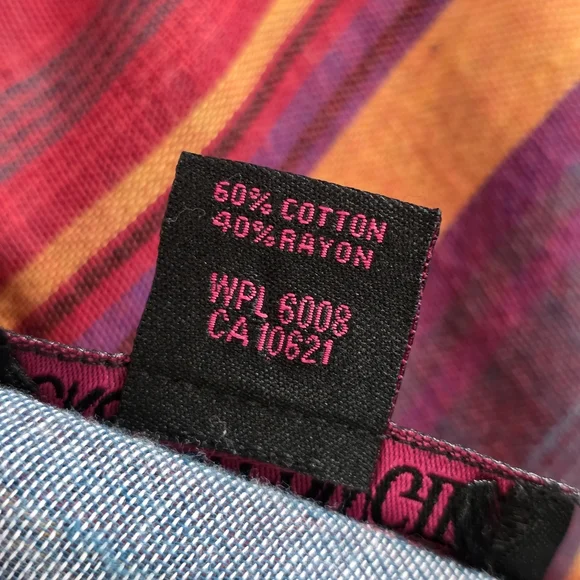 60% COTTON
40% RAYON
WPL 6008
CA 10621